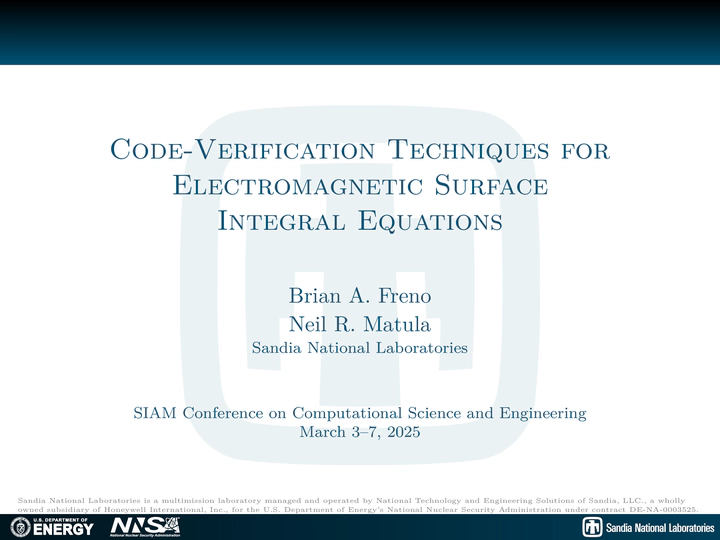 Code-Verification Techniques for
Electromagnetic Surface
Integral Equations
Brian A. Freno
Neil R. Matula
Sandia National Laboratories
SIAM Conference on Computational Science and Engineering
March 3–7, 2025
Sandia National Laboratories is a multimission laboratory managed and operated by National Technology and Engineering Solutions of Sandia, LLC., a wholly
owned subsidiary of Honeywell International, Inc., for the U.S. Department of Energy's National Nuclear Security Administration under contract DE-NA-0003525.
U.S. DEPARTMENT OF
ENERGY
NNSA
National Nuclear Security Administration
Sandia National Laboratories